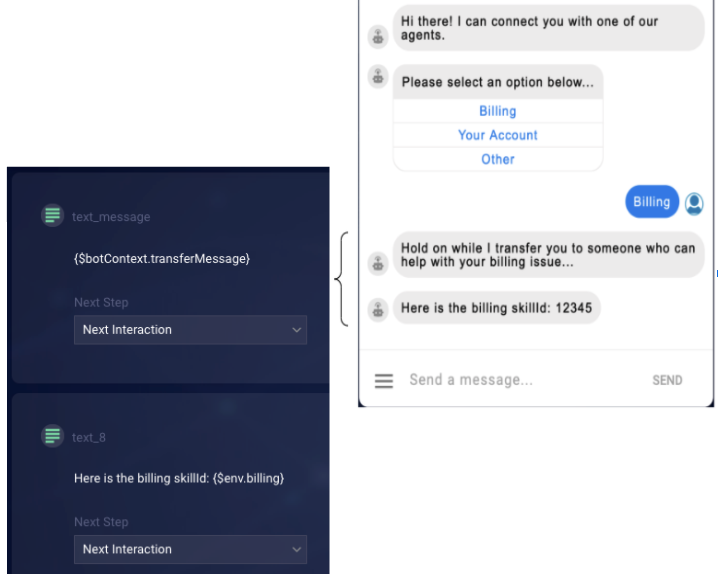 Hi there! I can connect you with one of our
agents.
Please select an option below...
Billing
Your Account
Other
Billing
Hold on while I transfer you to someone who can
help with your billing issue...
Here is the billing skillId: 12345
Send a message...
SEND
text_message
{$botContext.transferMessage}
Next Step
Next Interaction
text_8
Here is the billing skillId: {$env.billing}
Next Step
Next Interaction